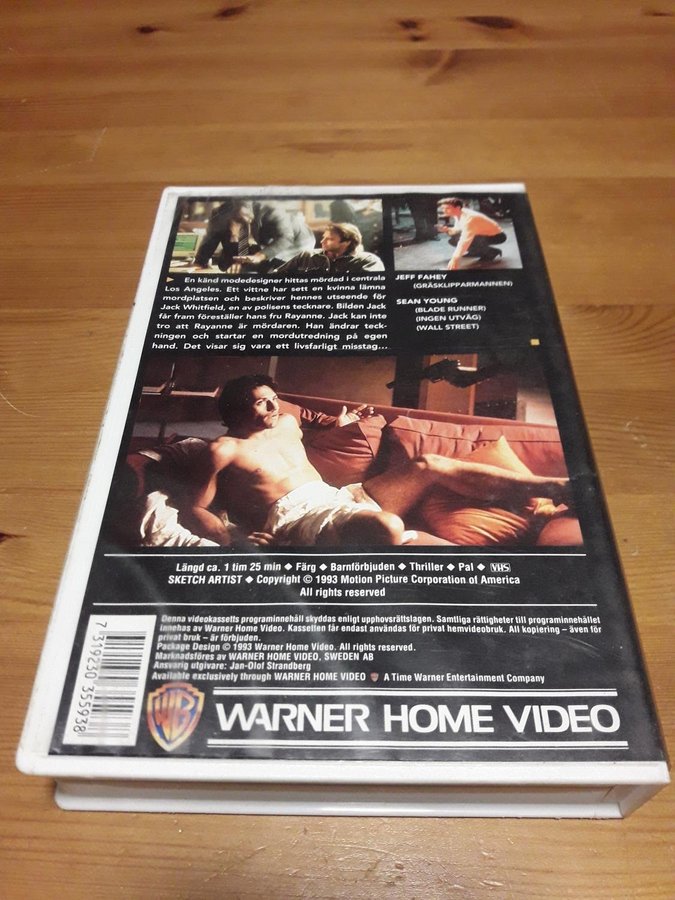 En känd modedesigner hittas mördad i centrala
Los Angeles. Ett vittne har sett en kvinna lämna
mordplatsen och beskriver hennes utseende för
Jack Whitfield, en av polisens tecknare. Bilden Jack
får fram föreställer hans fru Rayanne. Jack kan inte
tro att Rayanne är mördaren. Han ändrar teck-
ningen och startar en mordutredning på egen
hand. Det visar sig vara ett livsfarligt misstag...
JEFF FAHEY
(GRÄSKLIPPARMANNEN)
SEAN YOUNG
(BLADE RUNNER)
(INGEN UTVÄG)
(WALL STREET)
Längd ca. 1 tim 25 min ◆ Färg ◆ Barnförbjuden ◆ Thriller ◆ Pal ◆ VHS
SKETCH ARTIST ◆ Copyright © 1993 Motion Picture Corporation of America
All rights reserved
Denna videokassetts programinnehåll skyddas enligt upphovsrättslagen. Samtliga rättigheter till programinnehållet
innehas av Warner Home Video. Kassetten får endast användas för privat hemvideobruk. All kopiering – även för
privat bruk – är förbjuden.
Package Design © 1993 Warner Home Video. All rights reserved.
Marknadsföres av WARNER HOME VIDEO, SWEDEN AB
Ansvarig utgivare: Jan-Olof Strandberg
Available exclusively through WARNER HOME VIDEO A Time Warner Entertainment Company
7 319230 355938
WB WARNER HOME VIDEO